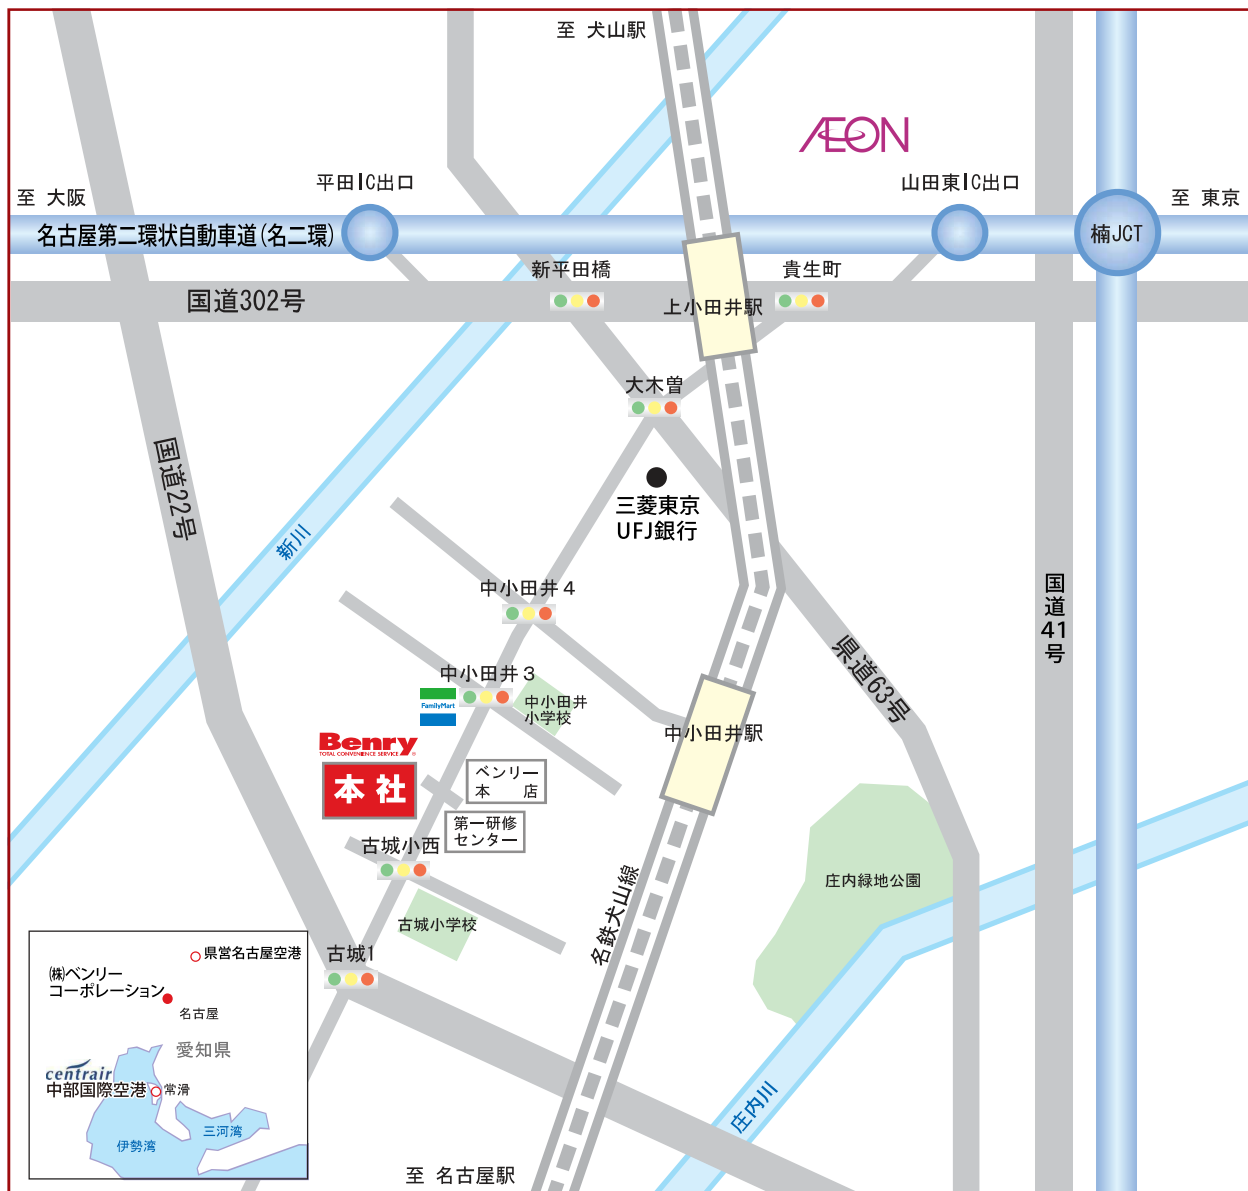 至 犬山駅
ÆON
平田IC出口
山田東IC出口
至 大阪
至 東京
名古屋第二環状自動車道(名二環)
楠JCT
新平田橋
貴生町
国道302号
上小田井駅
大木曽
国道22号
三菱東京
UFJ銀行
新川
中小田井4
国道41号
県道63号
中小田井3
FamilyMart
中小田井
小学校
中小田井駅
Benry
TOTAL CONVENIENCE SERVICE
本社
ベンリー
本 店
第一研修
センター
古城小西
庄内緑地公園
名鉄犬山線
古城小学校
古城1
県営名古屋空港
㈱ベンリー
コーポレーション
名古屋
愛知県
centrair
中部国際空港
常滑
三河湾
伊勢湾
庄内川
至 名古屋駅